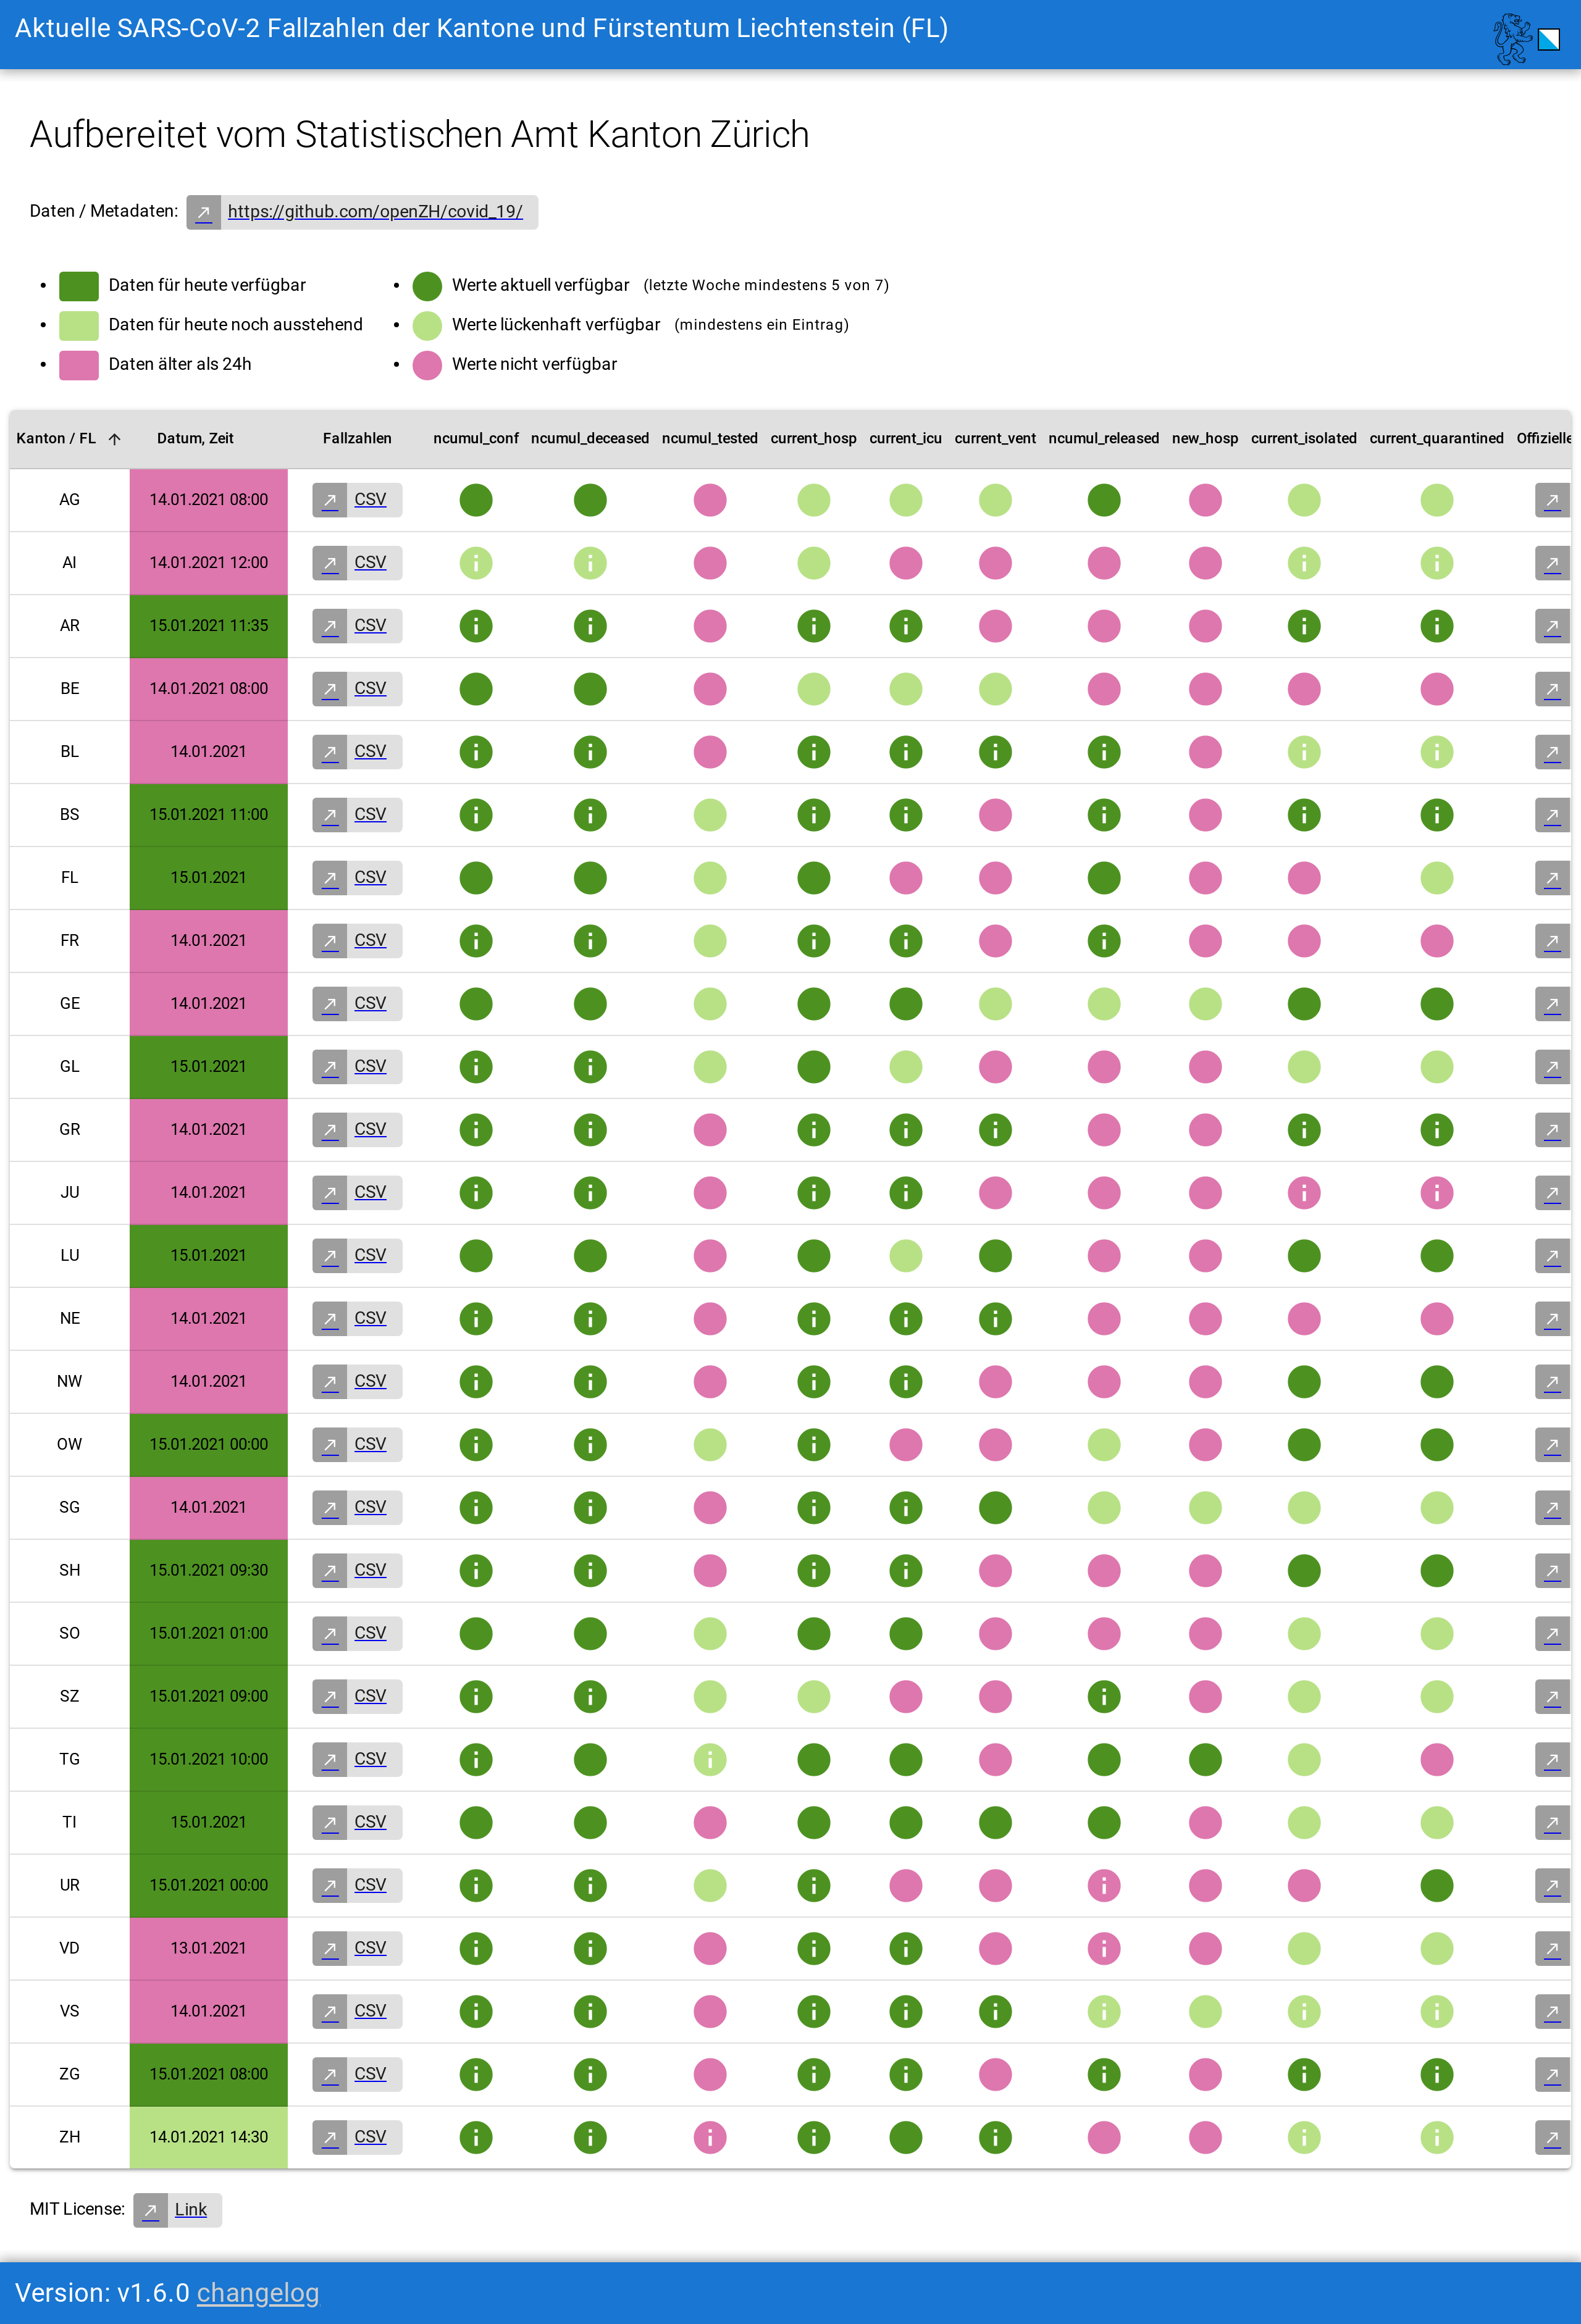 Aktuelle SARS-CoV-2 Fallzahlen der Kantone und Fürstentum Liechtenstein (FL)
Aufbereitet vom Statistischen Amt Kanton Zürich
Daten / Metadaten: https://github.com/openZH/covid_19/
Daten für heute verfügbar
Daten für heute noch ausstehend
Daten älter als 24h
Werte aktuell verfügbar (letzte Woche mindestens 5 von 7)
Werte lückenhaft verfügbar (mindestens ein Eintrag)
Werte nicht verfügbar
Kanton / FL Datum, Zeit Fallzahlen ncumul_conf ncumul_deceased ncumul_tested current_hosp current_icu current_vent ncumul_released new_hosp current_isolated current_quarantined Offizielle
AG 14.01.2021 08:00 CSV
AI 14.01.2021 12:00 CSV
AR 15.01.2021 11:35 CSV
BE 14.01.2021 08:00 CSV
BL 14.01.2021 CSV
BS 15.01.2021 11:00 CSV
FL 15.01.2021 CSV
FR 14.01.2021 CSV
GE 14.01.2021 CSV
GL 15.01.2021 CSV
GR 14.01.2021 CSV
JU 14.01.2021 CSV
LU 15.01.2021 CSV
NE 14.01.2021 CSV
NW 14.01.2021 CSV
OW 15.01.2021 00:00 CSV
SG 14.01.2021 CSV
SH 15.01.2021 09:30 CSV
SO 15.01.2021 01:00 CSV
SZ 15.01.2021 09:00 CSV
TG 15.01.2021 10:00 CSV
TI 15.01.2021 CSV
UR 15.01.2021 00:00 CSV
VD 13.01.2021 CSV
VS 14.01.2021 CSV
ZG 15.01.2021 08:00 CSV
ZH 14.01.2021 14:30 CSV
MIT License: Link
Version: v1.6.0 changelog